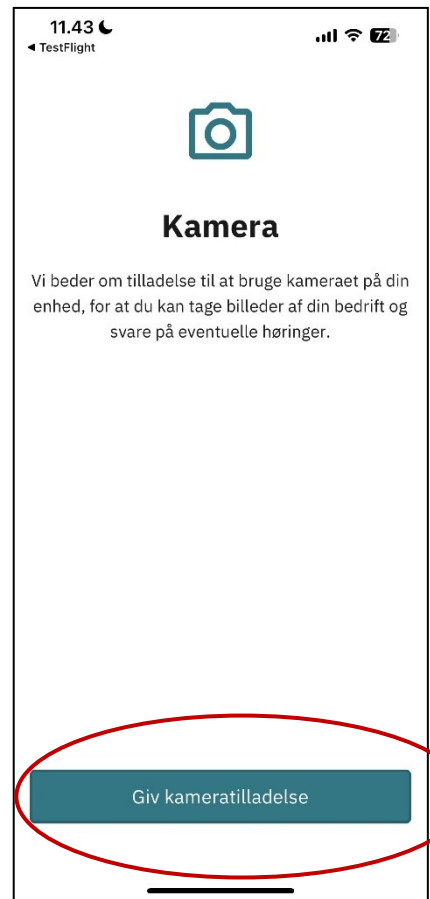 11.43
◀ TestFlight
72
Kamera
Vi beder om tilladelse til at bruge kameraet på din
enhed, for at du kan tage billeder af din bedrift og
svare på eventuelle høringer.
Giv kameratilladelse